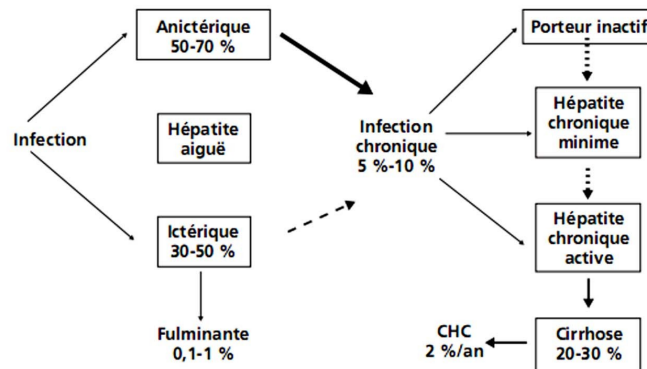 Anictérique
50-70 %
Porteur inactif
Infection
Hépatite
aiguë
Infection
chronique
5 %-10 %
Hépatite
chronique
minime
Ictérique
30-50 %
Hépatite
chronique
active
Fulminante
0,1-1 %
CHC
2 %/an
Cirrhose
20-30 %